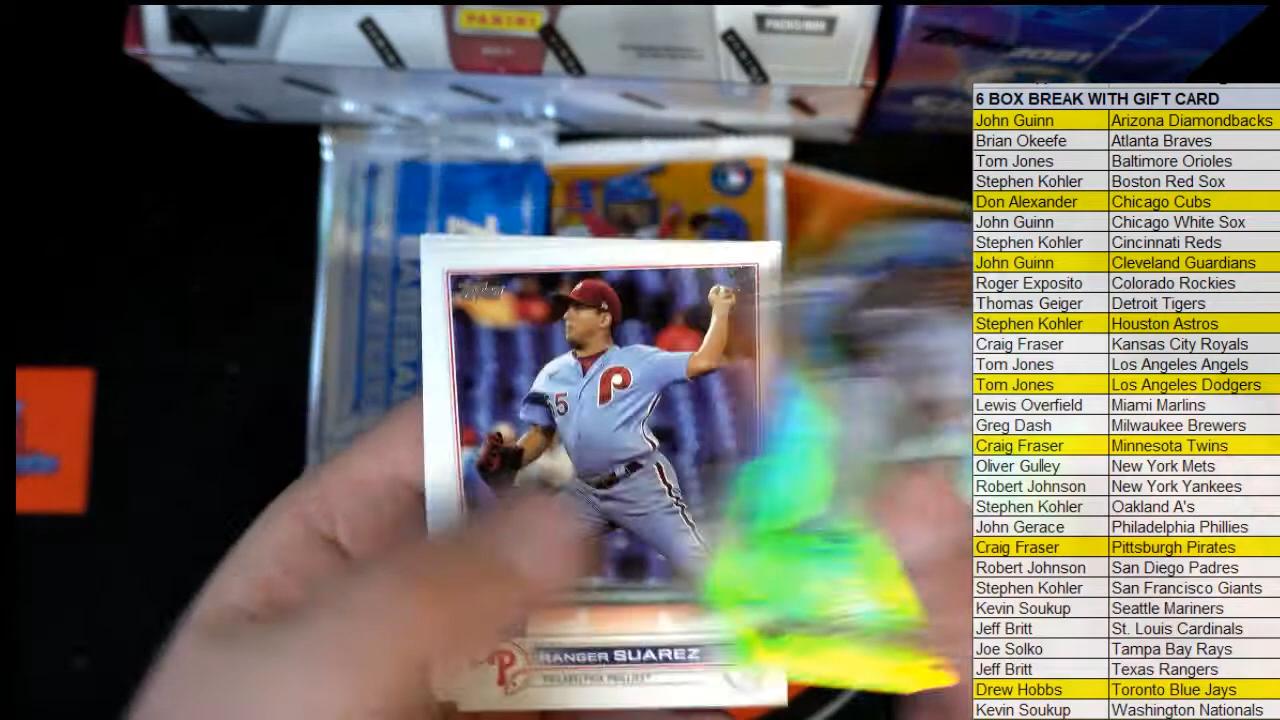 PANINI
PACKS/BOX
2021
6 BOX BREAK WITH GIFT CARD
John Guinn Arizona Diamondbacks
Brian Okeefe Atlanta Braves
Tom Jones Baltimore Orioles
Stephen Kohler Boston Red Sox
Don Alexander Chicago Cubs
John Guinn Chicago White Sox
Stephen Kohler Cincinnati Reds
John Guinn Cleveland Guardians
Roger Exposito Colorado Rockies
Thomas Geiger Detroit Tigers
Stephen Kohler Houston Astros
Craig Fraser Kansas City Royals
Tom Jones Los Angeles Angels
Tom Jones Los Angeles Dodgers
Lewis Overfield Miami Marlins
Greg Dash Milwaukee Brewers
Craig Fraser Minnesota Twins
Oliver Gulley New York Mets
Robert Johnson New York Yankees
Stephen Kohler Oakland A's
John Gerace Philadelphia Phillies
Craig Fraser Pittsburgh Pirates
Robert Johnson San Diego Padres
Stephen Kohler San Francisco Giants
Kevin Soukup Seattle Mariners
Jeff Britt St. Louis Cardinals
Joe Solko Tampa Bay Rays
Jeff Britt Texas Rangers
Drew Hobbs Toronto Blue Jays
Kevin Soukup Washington Nationals
P
55
P RANGER SUAREZ
PHILADELPHIA PHILLIES